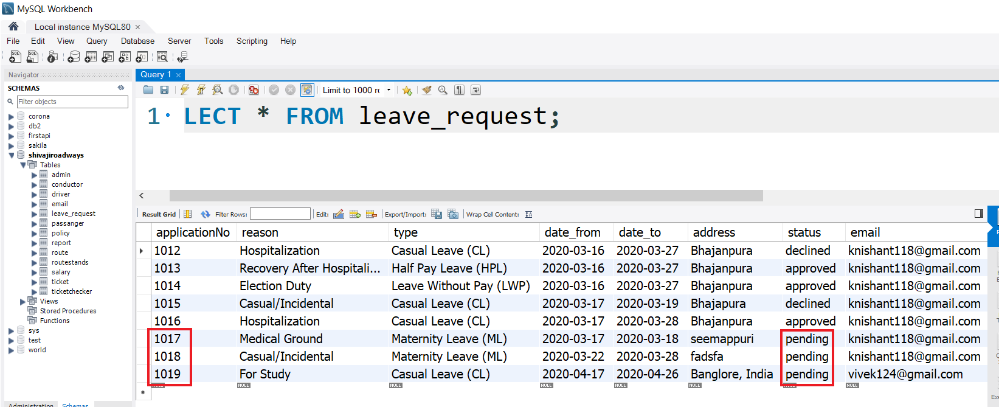 MySQL Workbench
Local instance MySQL80 ×
File Edit View Query Database Server Tools Scripting Help
Navigator
Query 1 ×
SCHEMAS
Filter objects
Limit to 1000 rc
corona
db2
firstapi
sakila
shivajiroadways
Tables
admin
conductor
driver
email
leave_request
passanger
policy
report
route
routestands
salary
ticket
ticketchecker
Views
Stored Procedures
Functions
sys
test
world
Administration Schemas
1 LECT * FROM leave_request;
Result Grid Filter Rows: Edit: Export/Import: Wrap Cell Content: IA
applicationNo reason type date_from date_to address status email
1012 Hospitalization Casual Leave (CL) 2020-03-16 2020-03-27 Bhajanpura declined knishant118@gmail.com
1013 Recovery After Hospitali... Half Pay Leave (HPL) 2020-03-16 2020-03-27 Bhajanpura approved knishant118@gmail.com
1014 Election Duty Leave Without Pay (LWP) 2020-03-16 2020-03-27 Bhajanpura approved knishant118@gmail.com
1015 Casual/Incidental Casual Leave (CL) 2020-03-17 2020-03-19 Bhajapura declined knishant118@gmail.com
1016 Hospitalization Casual Leave (CL) 2020-03-17 2020-03-28 Bhajanpura approved knishant118@gmail.com
1017 Medical Ground Maternity Leave (ML) 2020-03-17 2020-03-18 seemappuri pending knishant118@gmail.com
1018 Casual/Incidental Maternity Leave (ML) 2020-03-22 2020-03-28 fadsfa pending knishant118@gmail.com
1019 For Study Casual Leave (CL) 2020-04-17 2020-04-26 Banglore, India pending vivek124@gmail.com
NULL NULL NULL NULL NULL NULL NULL NULL